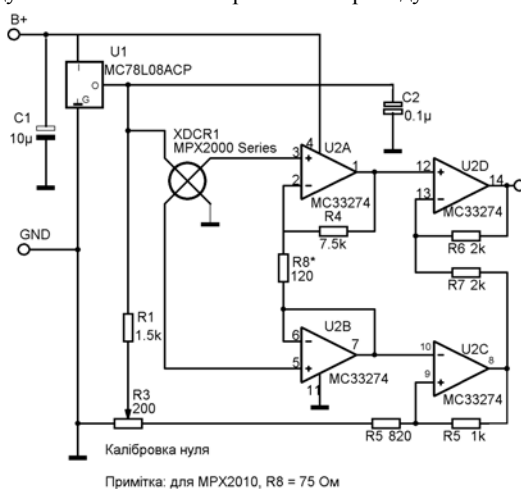 B+
U1
MC78L08ACP
I
O
G
C1
10µ
C2
0.1µ
XDCR1
MPX2000 Series
4
U2A
3
+
1
2
−
MC33274
R4
7.5k
12
+
U2D
14
13
−
MC33274
R6 2k
R7 2k
GND
R8*
120
R1
1.5k
6
−
U2B
7
5
+
11
MC33274
10
−
U2C
8
9
+
MC33274
R3
200
R5 820
R5 1k
Калібровка нуля
Примітка: для MPX2010, R8 = 75 Ом